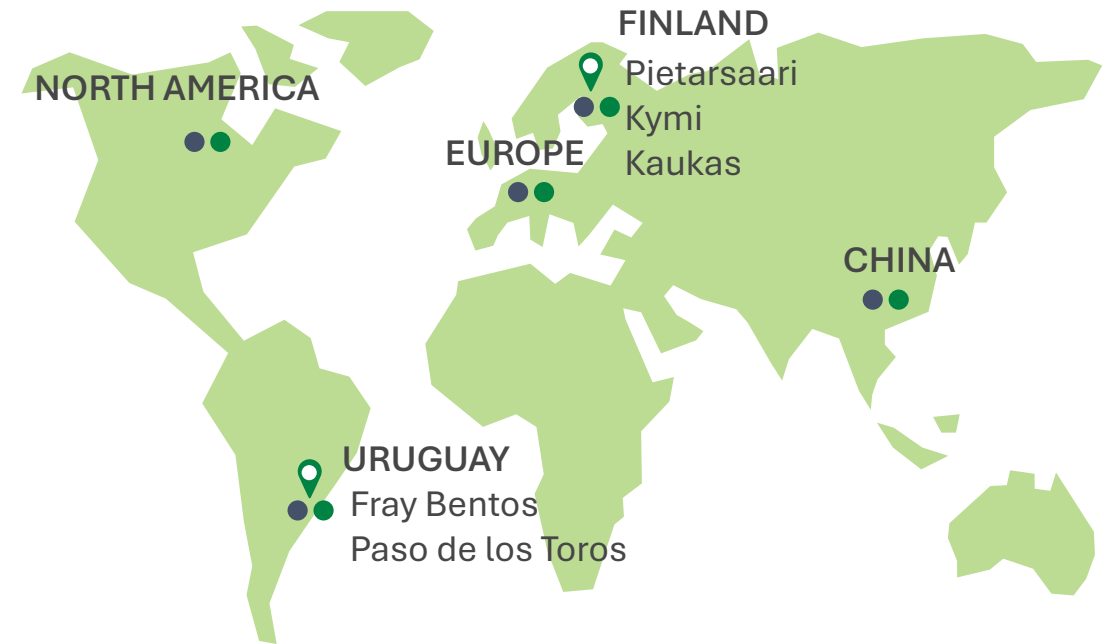 FINLAND
Pietarsaari
Kymi
Kaukas
NORTH AMERICA
EUROPE
CHINA
URUGUAY
Fray Bentos
Paso de los Toros